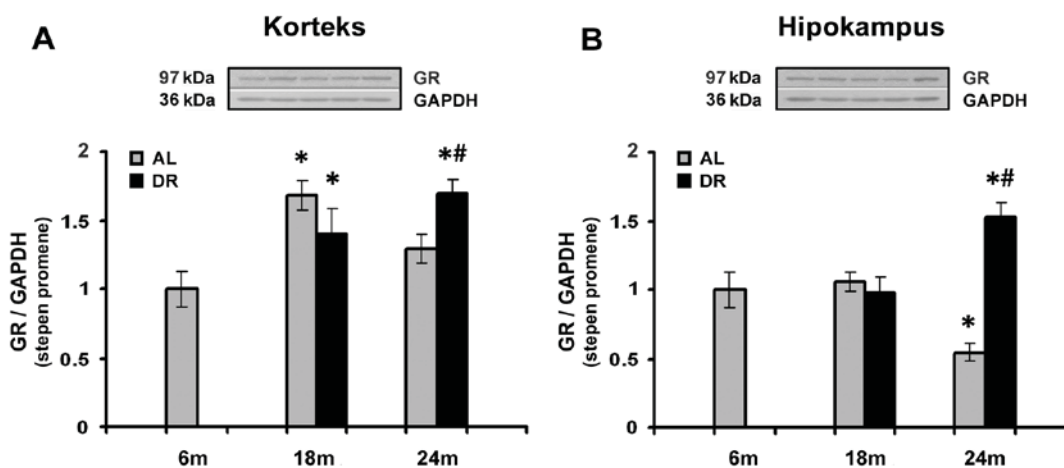 A
Korteks
97 kDa
GR
36 kDa
GAPDH
GR / GAPDH
(stepen promene)
2
1.5
1
0.5
0
AL
DR
*
*
*#
6m
18m
24m
B
Hipokampus
97 kDa
GR
36 kDa
GAPDH
GR / GAPDH
(stepen promene)
2
1.5
1
0.5
0
AL
DR
*
*#
6m
18m
24m